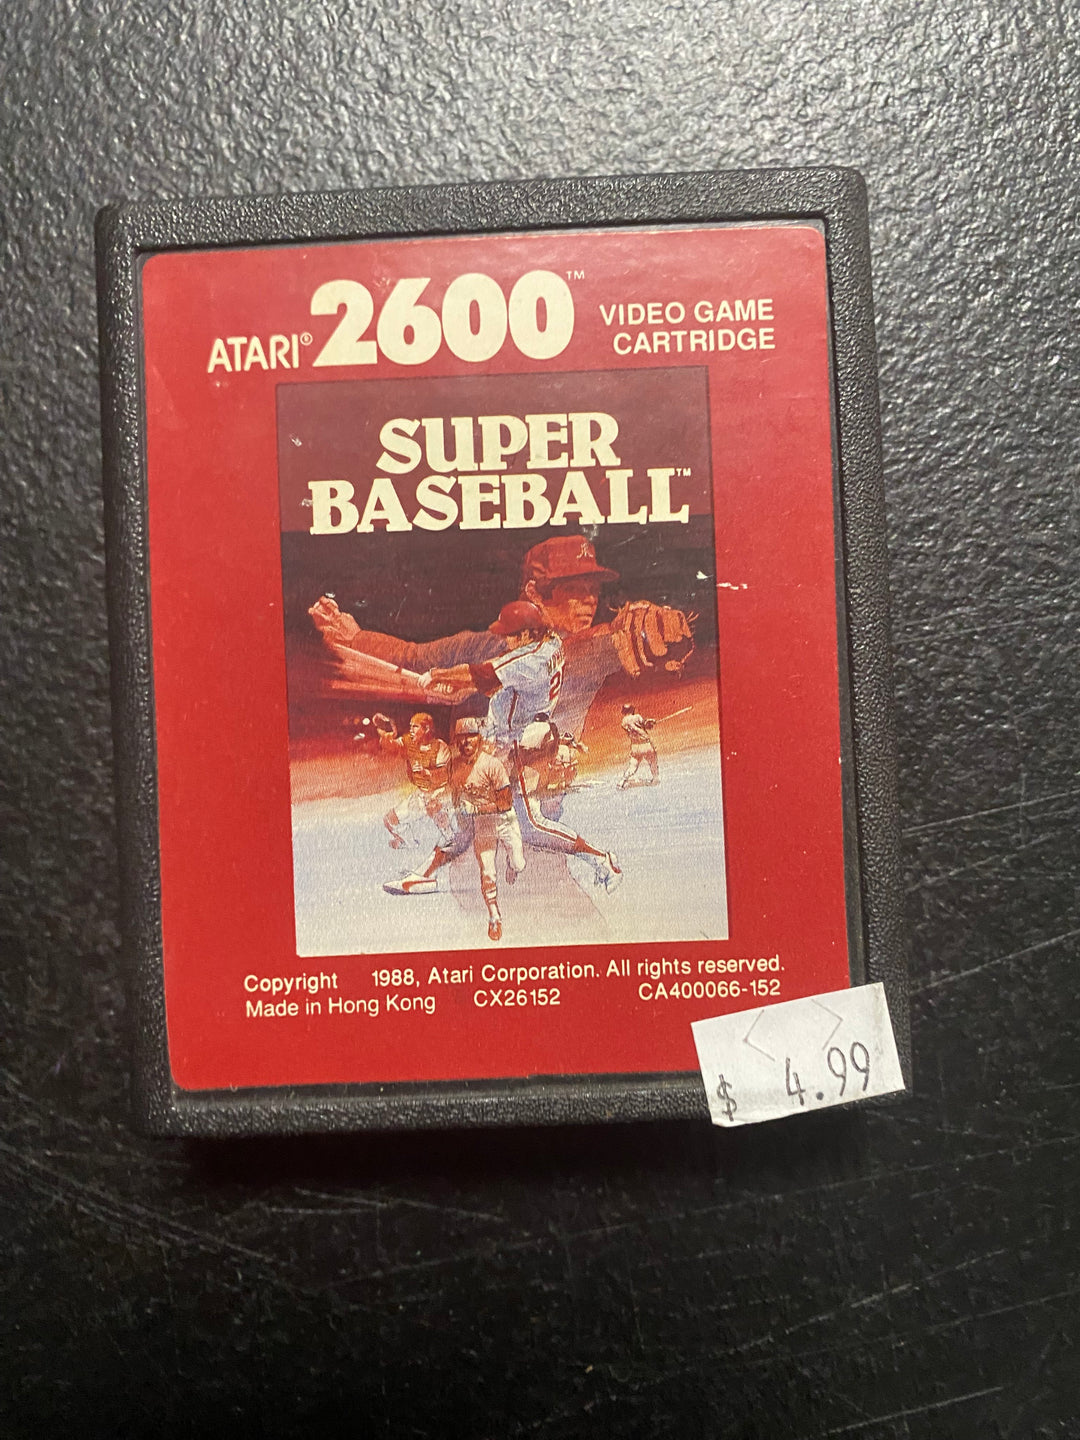 ATARI® 2600™ VIDEO GAME
CARTRIDGE
SUPER
BASEBALL™
Copyright 1988, Atari Corporation. All rights reserved.
Made in Hong Kong CX26152 CA400066-152
$ 4.99